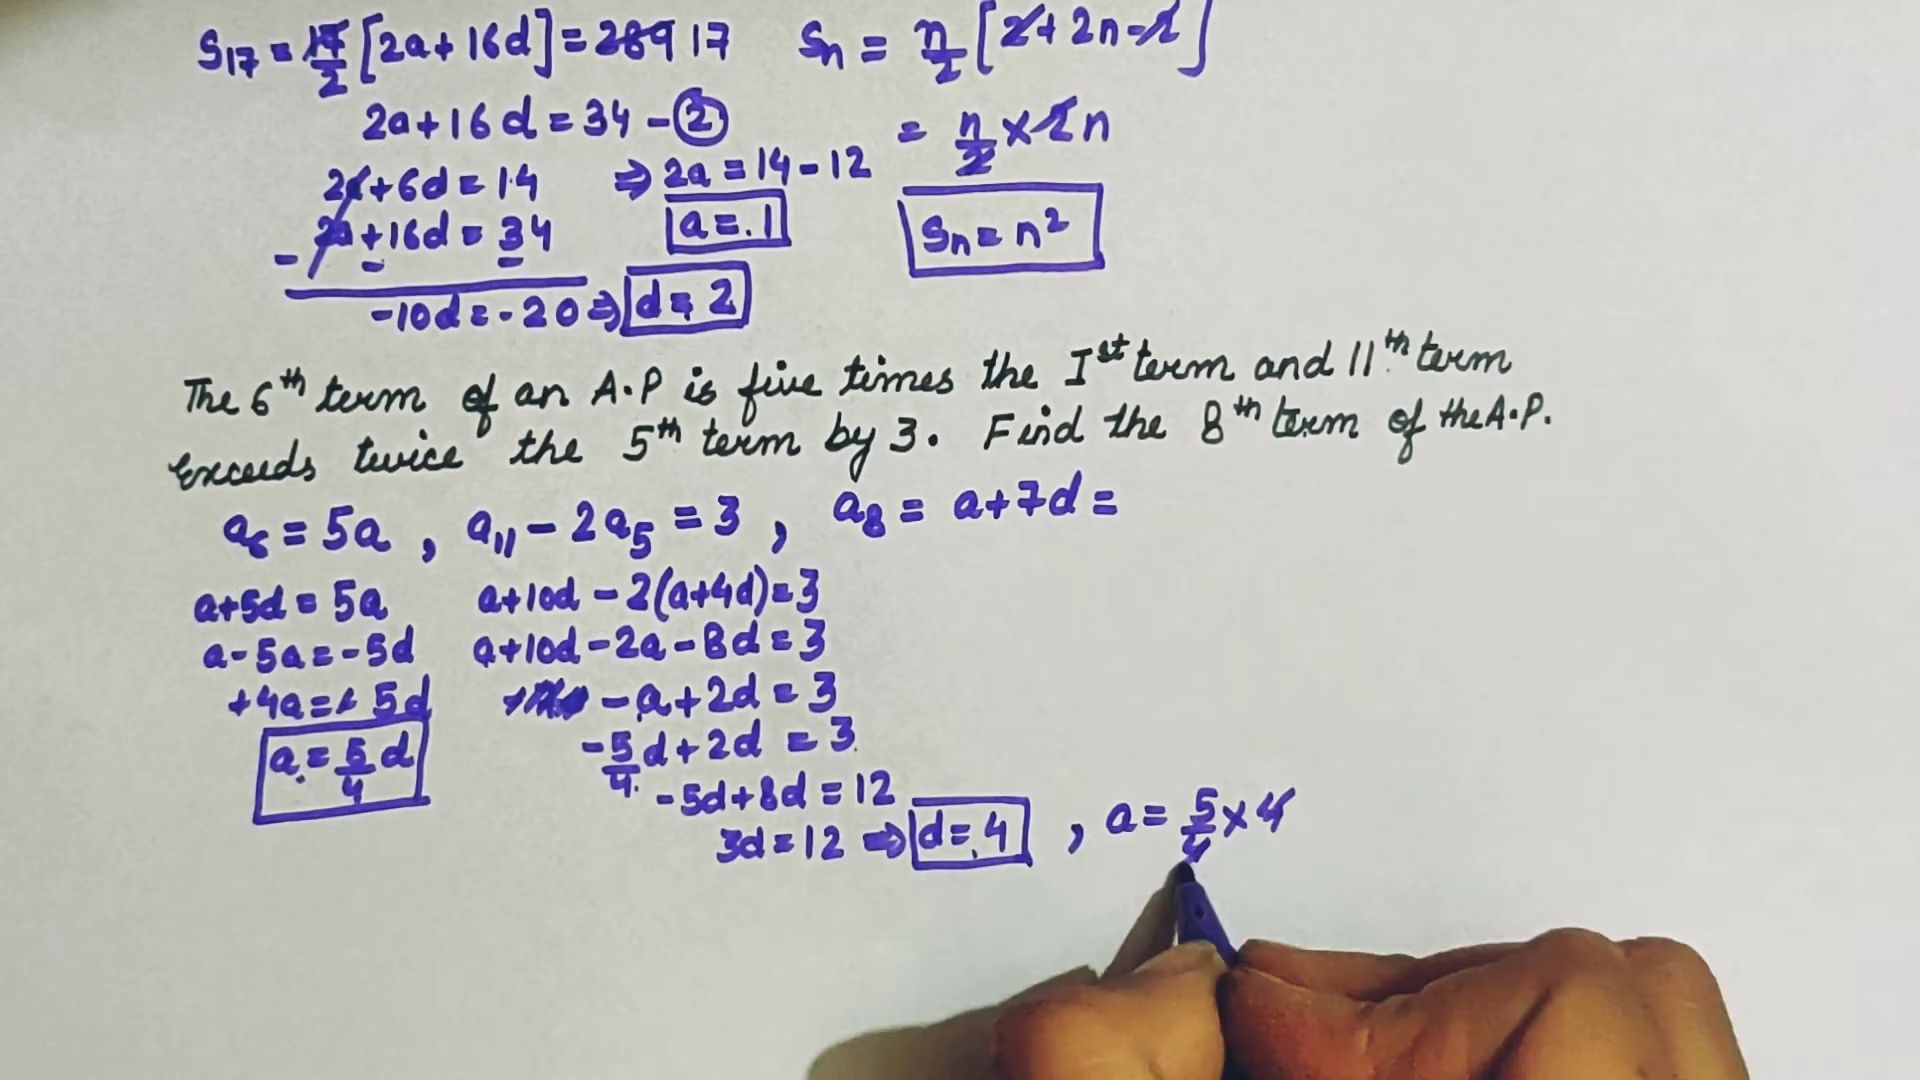 S17 = 17/2 [2a + 16d] = 289 17
2a + 16d = 34 - ②
2a + 6d = 14
2a + 16d = 34
- - -
-10d = -20 ⇒ d = 2
⇒ 2a = 14 - 12
a = 1
Sn = n/2 [2 + 2n - 2]
= n/2 × 2n
Sn = n²
The 6th term of an A.P is five times the Ist term and 11th term
exceeds twice the 5th term by 3. Find the 8th term of the A.P.
a6 = 5a , a11 - 2a5 = 3 , a8 = a + 7d =
a + 5d = 5a
a - 5a = -5d
+4a = + 5d
a = 5/4 d
a + 10d - 2(a + 4d) = 3
a + 10d - 2a - 8d = 3
- a + 2d = 3
-5/4 d + 2d = 3
-5d + 8d = 12
3d = 12 ⇒ d = 4 , a = 5/4 × 4